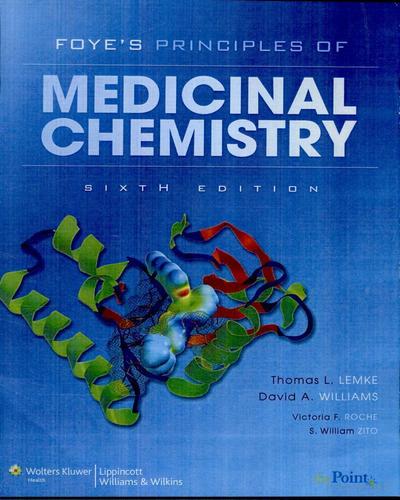 FOYE'S PRINCIPLES OF
MEDICINAL
CHEMISTRY
SIXTH EDITION
Thomas L. LEMKE
David A. WILLIAMS
Victoria F. ROCHE
S. William ZITO
Wolters Kluwer
Health
Lippincott
Williams & Wilkins
Point